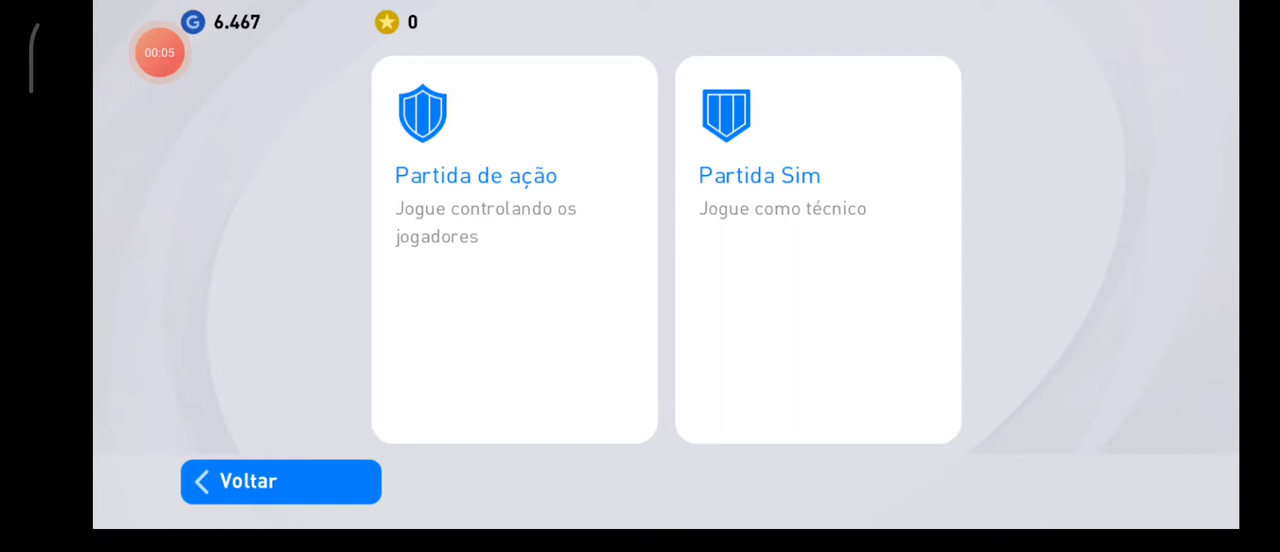 G 6.467
0
00:05
Partida de ação
Jogue controlando os
jogadores
Partida Sim
Jogue como técnico
Voltar